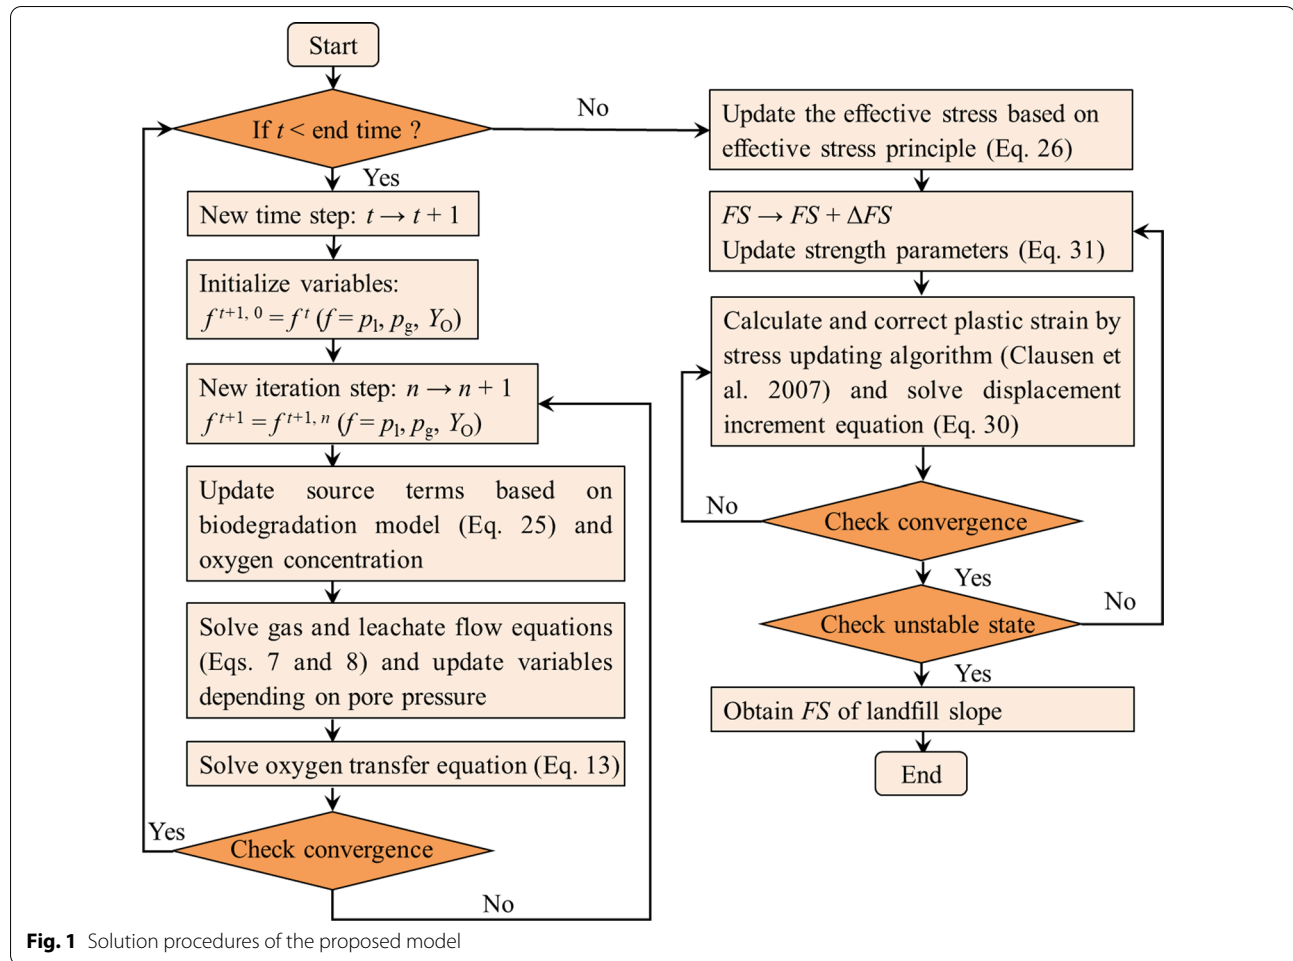 Start
If t < end time ?
No
Yes
New time step: t → t + 1
Initialize variables:
f t+1, 0 = f t (f = pl, pg, YO)
New iteration step: n → n + 1
f t+1 = f t+1, n (f = pl, pg, YO)
Update source terms based on
biodegradation model (Eq. 25) and
oxygen concentration
Solve gas and leachate flow equations
(Eqs. 7 and 8) and update variables
depending on pore pressure
Solve oxygen transfer equation (Eq. 13)
Yes
Check convergence
No
Update the effective stress based on
effective stress principle (Eq. 26)
FS → FS + ΔFS
Update strength parameters (Eq. 31)
Calculate and correct plastic strain by
stress updating algorithm (Clausen et
al. 2007) and solve displacement
increment equation (Eq. 30)
No
Check convergence
Yes
Check unstable state
No
Yes
Obtain FS of landfill slope
End
Fig. 1 Solution procedures of the proposed model